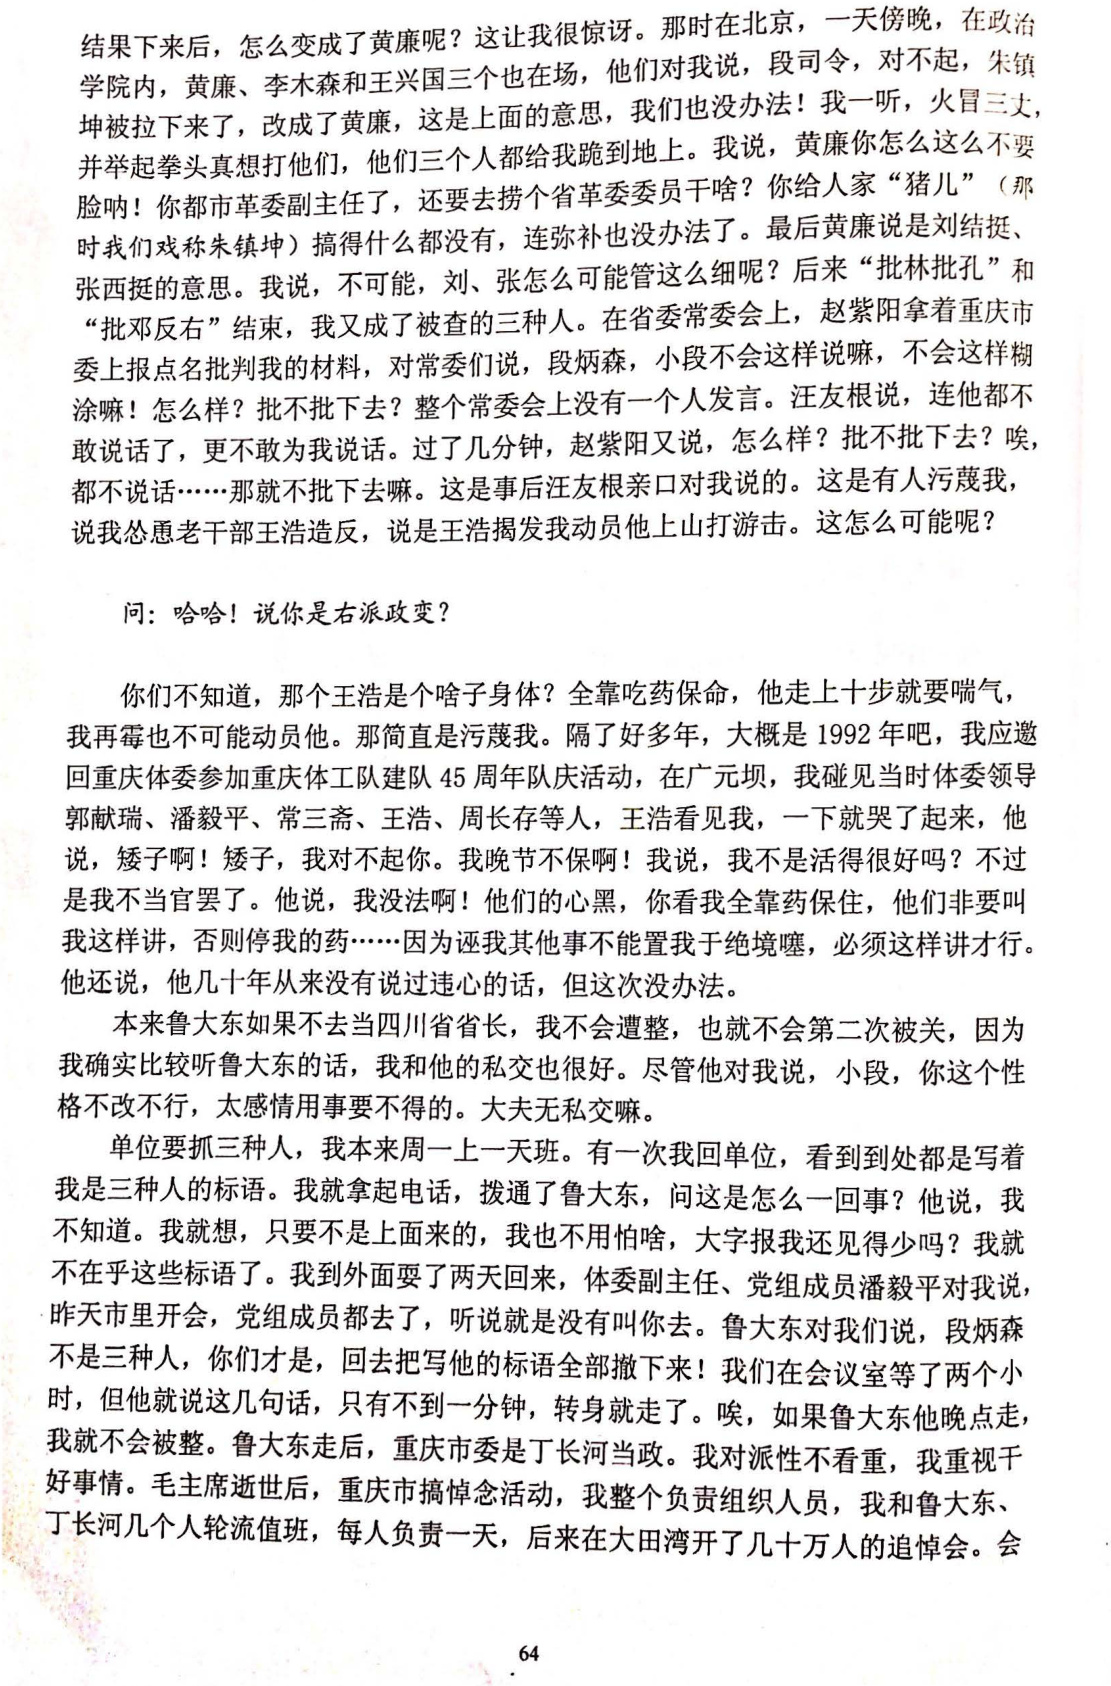 结果下来后，怎么变成了黄廉呢？这让我很惊讶。那时在北京，一天傍晚，在政治
学院内，黄廉、李木森和王兴国三个也在场，他们对我说，段司令，对不起，朱镇
坤被拉下来了，改成了黄廉，这是上面的意思，我们也没办法！我一听，火冒三丈，
并举起拳头真想打他们，他们三个人都给我跪到地上。我说，黄廉你怎么这么不要
脸呐！你都市革委副主任了，还要去捞个省革委委员干啥？你给人家“猪儿”（那
时我们戏称朱镇坤）搞得什么都没有，连弥补也没办法了。最后黄廉说是刘结挺、
张西挺的意思。我说，不可能，刘、张怎么可能管这么细呢？后来“批林批孔”和
“批邓反右”结束，我又成了被查的三种人。在省委常委会上，赵紫阳拿着重庆市
委上报点名批判我的材料，对常委们说，段炳森，小段不会这样说嘛，不会这样糊
涂嘛！怎么样？批不批下去？整个常委会上没有一个人发言。汪友根说，连他都不
敢说话了，更不敢为我说话。过了几分钟，赵紫阳又说，怎么样？批不批下去？唉，
都不说话……那就不批下去嘛。这是事后汪友根亲口对我说的。这是有人污蔑我，
说我怂恿老干部王浩造反，说是王浩揭发我动员他上山打游击。这怎么可能呢？
问：哈哈！说你是右派政变？
你们不知道，那个王浩是个啥子身体？全靠吃药保命，他走上十步就要喘气，
我再霉也不可能动员他。那简直是污蔑我。隔了好多年，大概是 1992 年吧，我应邀
回重庆体委参加重庆体工队建队 45 周年队庆活动，在广元坝，我碰见当时体委领导
郭献瑞、潘毅平、常三斋、王浩、周长存等人，王浩看见我，一下就哭了起来，他
说，矮子啊！矮子，我对不起你。我晚节不保啊！我说，我不是活得很好吗？不过
是我不当官罢了。他说，我没法啊！他们的心黑，你看我全靠药保住，他们非要叫
我这样讲，否则停我的药……因为诬我其他事不能置我于绝境噻，必须这样讲才行。
他还说，他几十年从来没有说过违心的话，但这次没办法。
本来鲁大东如果不去当四川省省长，我不会遭整，也就不会第二次被关，因为
我确实比较听鲁大东的话，我和他的私交也很好。尽管他对我说，小段，你这个性
格不改不行，太感情用事要不得的。大夫无私交嘛。
单位要抓三种人，我本来周一上一天班。有一次我回单位，看到到处都是写着
我是三种人的标语。我就拿起电话，拨通了鲁大东，问这是怎么一回事？他说，我
不知道。我就想，只要不是上面来的，我也不用怕啥，大字报我还见得少吗？我就
不在乎这些标语了。我到外面耍了两天回来，体委副主任、党组成员潘毅平对我说，
昨天市里开会，党组成员都去了，听说就是没有叫你去。鲁大东对我们说，段炳森
不是三种人，你们才是，回去把写他的标语全部撤下来！我们在会议室等了两个小
时，但他就说这几句话，只有不到一分钟，转身就走了。唉，如果鲁大东他晚点走，
我就不会被整。鲁大东走后，重庆市委是丁长河当政。我对派性不看重，我重视干
好事情。毛主席逝世后，重庆市搞悼念活动，我整个负责组织人员，我和鲁大东、
丁长河几个人轮流值班，每人负责一天，后来在大田湾开了几十万人的追悼会。会
64